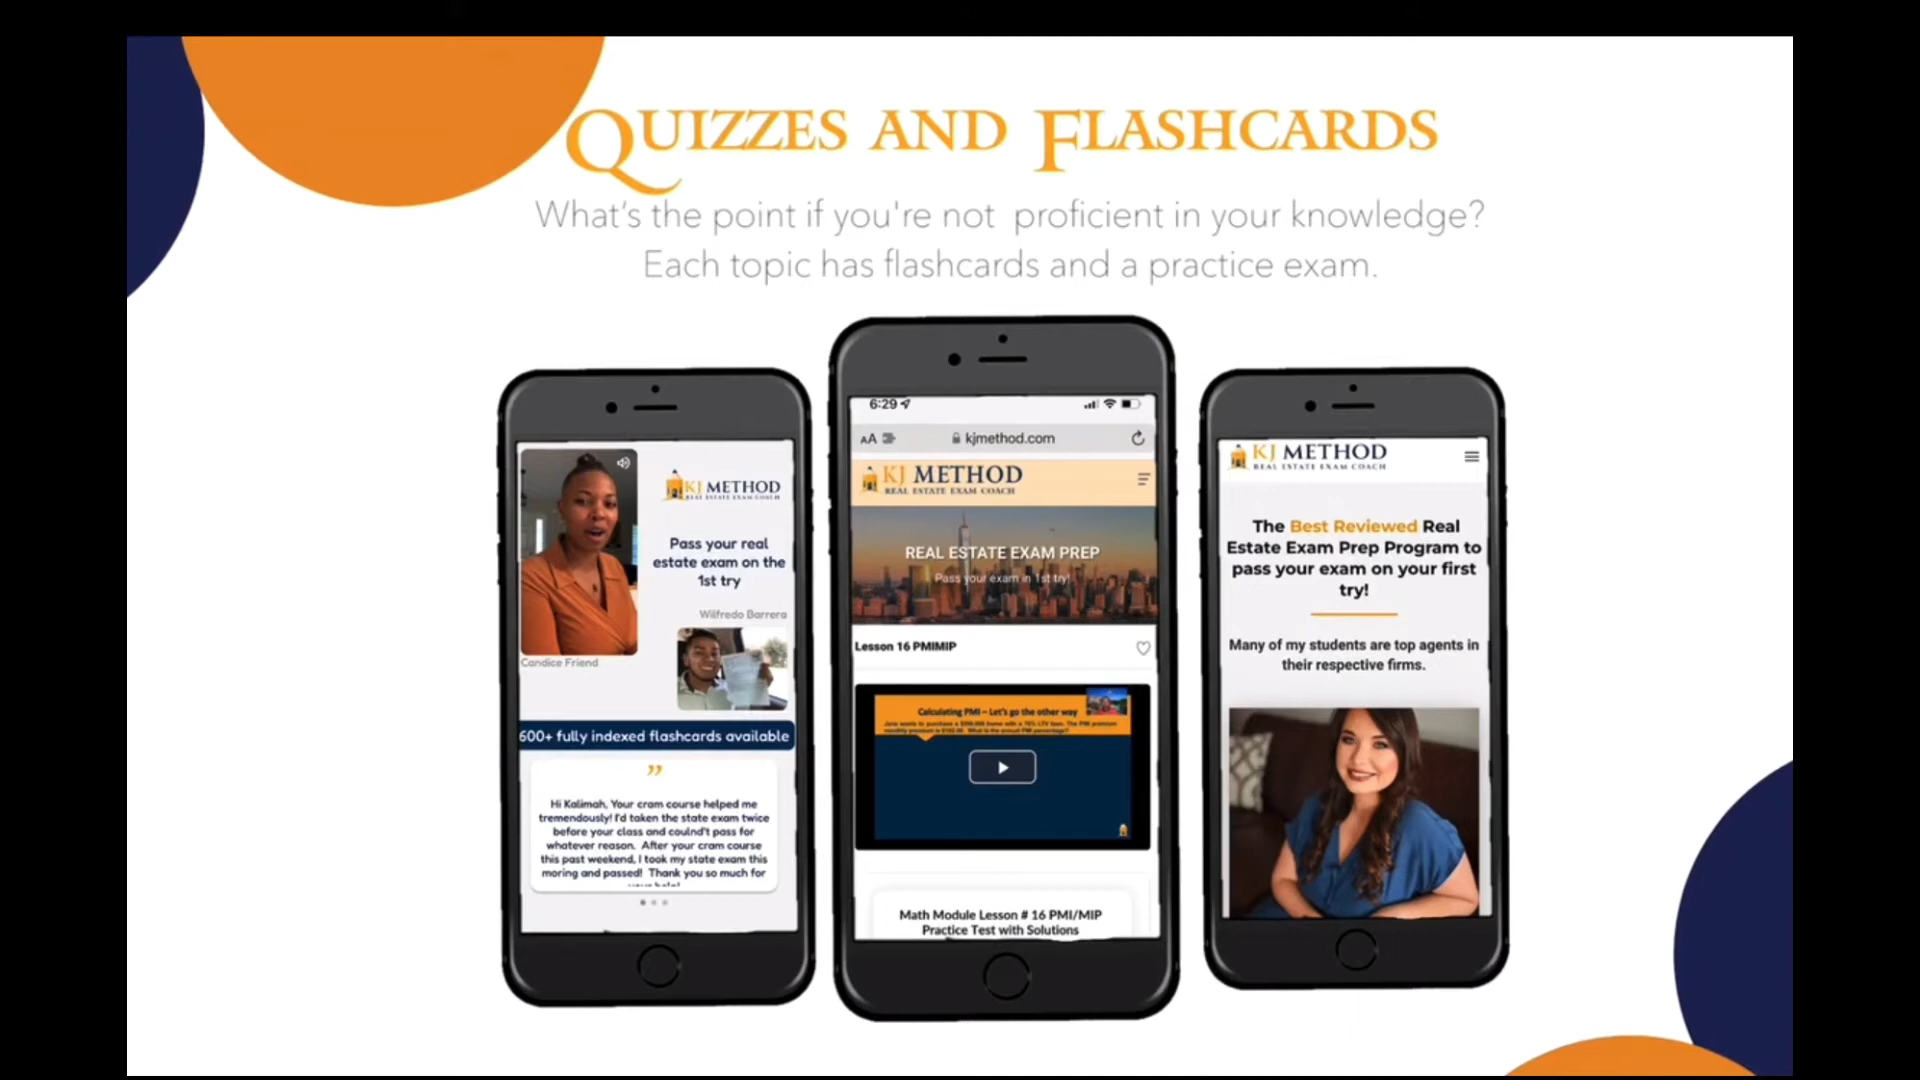 QUIZZES AND FLASHCARDS
What's the point if you're not proficient in your knowledge?
Each topic has flashcards and a practice exam.
KJ METHOD
REAL ESTATE EXAM COACH
Pass your real
estate exam on the
1st try
Wilfredo Barrera
Candice Friend
600+ fully indexed flashcards available
”
Hi Kalimah, Your cram course helped me
tremendously! I'd taken the state exam twice
before your class and coulnd't pass for
whatever reason. After your cram course
this past weekend, I took my state exam this
moring and passed! Thank you so much for
your help!
6:29
AA
kjmethod.com
KJ METHOD
REAL ESTATE EXAM COACH
REAL ESTATE EXAM PREP
Pass your exam in 1st try!
Lesson 16 PMIMIP
Calculating PMI – Let's go the other way
Math Module Lesson # 16 PMI/MIP
Practice Test with Solutions
KJ METHOD
REAL ESTATE EXAM COACH
The Best Reviewed Real
Estate Exam Prep Program to
pass your exam on your first
try!
Many of my students are top agents in
their respective firms.